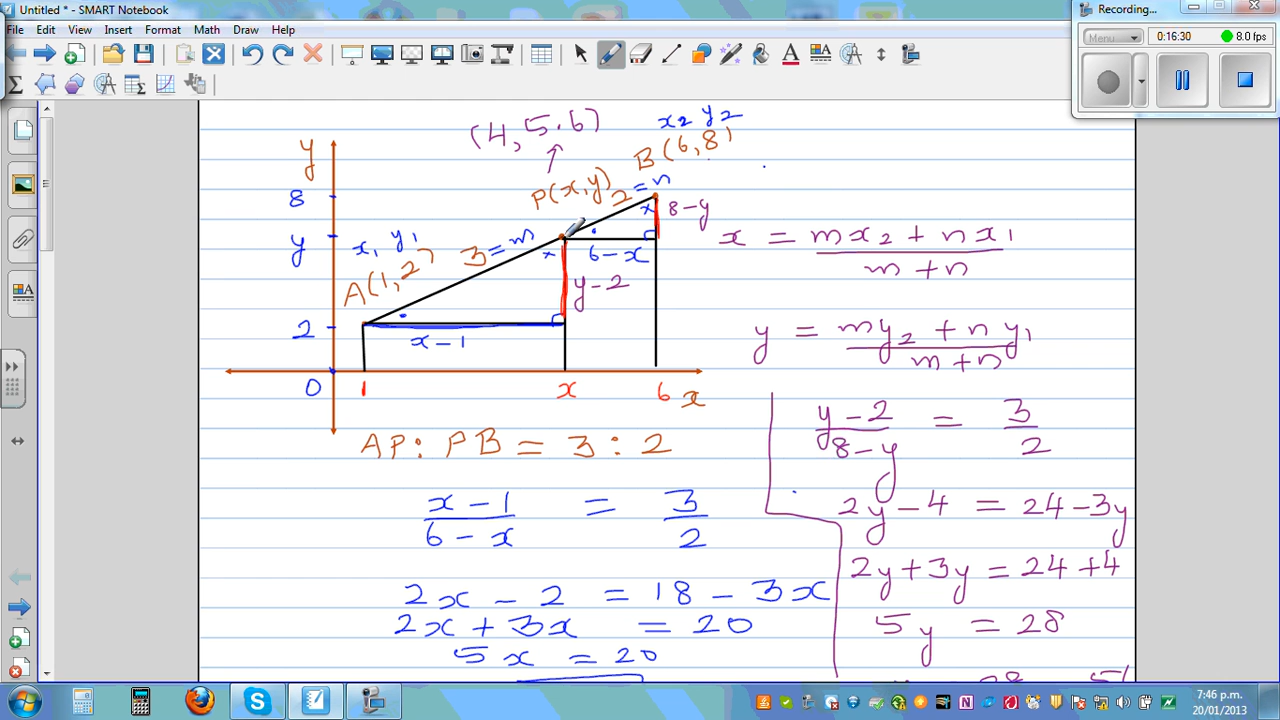 Untitled * - SMART Notebook
File Edit View Insert Format Math Draw Help
Recording...
Menu
0:16:30
8.0 fps
(4, 5.6)
x2 y2
B(6,8)
y
P(x,y)
2 = n
8
8-y
y
x, y1
3 = m
6-x
A(1,2)
y-2
2
x-1
0
1
x
6
x
x = mx2 + nx1
m + n
y = my2 + ny1
m + n
AP : PB = 3 : 2
x - 1 = 3
6 - x 2
2x - 2 = 18 - 3x
2x + 3x = 20
5x = 20
y - 2 = 3
8 - y 2
2y - 4 = 24 - 3y
2y + 3y = 24 + 4
5y = 28
7:46 p.m.
20/01/2013